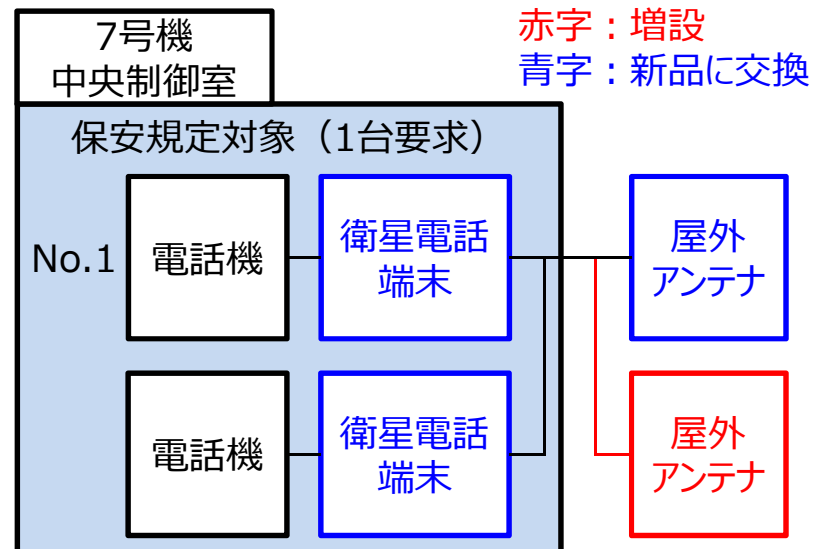 7号機
中央制御室
赤字：増設
青字：新品に交換
保安規定対象（1台要求）
No.1
電話機
衛星電話
端末
屋外
アンテナ
電話機
衛星電話
端末
屋外
アンテナ